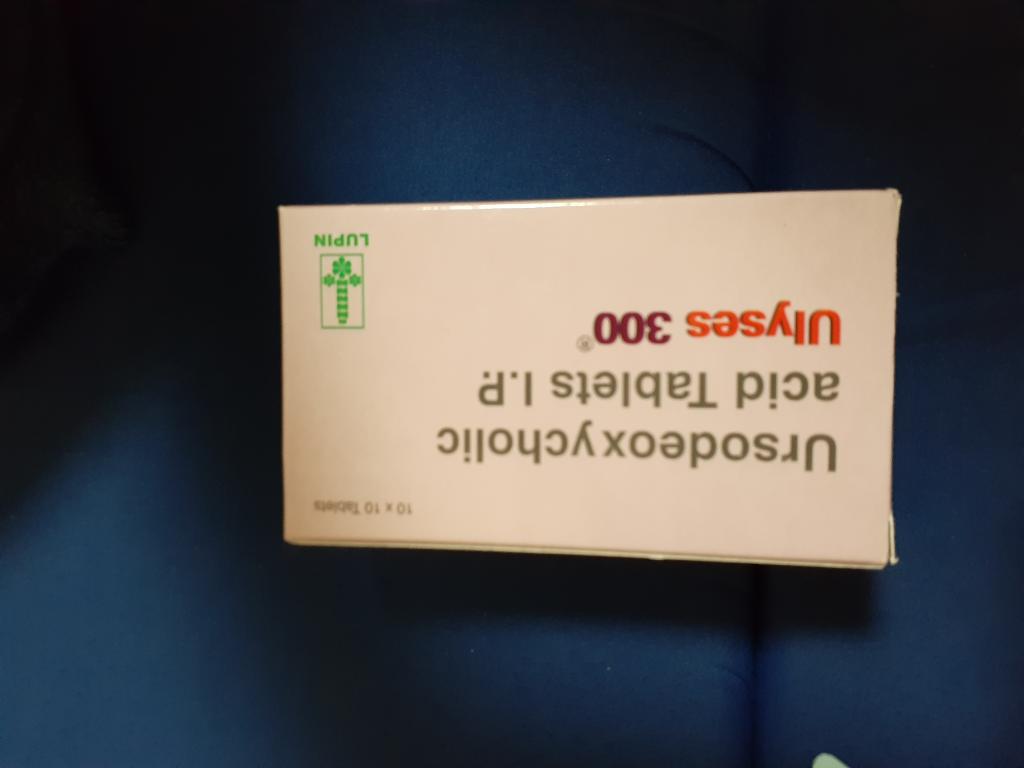 10 x 10 Tablets
Ursodeoxycholic
acid Tablets I.P.
Ulyses 300®
LUPIN